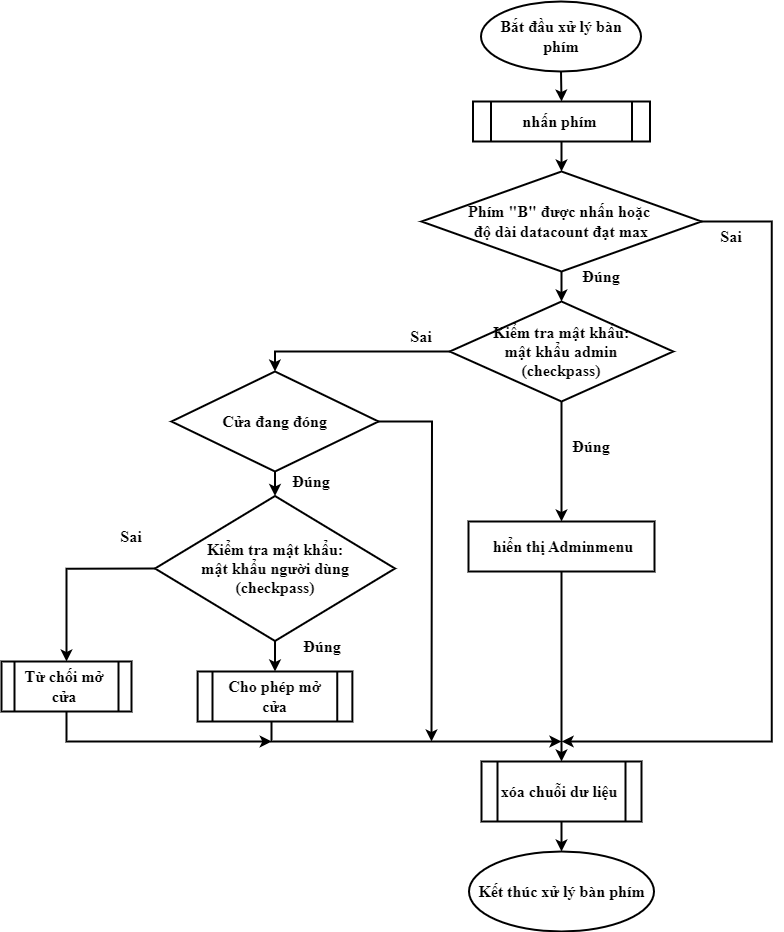 Bắt đầu xử lý bàn
phím
nhấn phím
Phím "B" được nhấn hoặc
độ dài datacount đạt max
Sai
Đúng
Kiểm tra mật khẩu:
mật khẩu admin
(checkpass)
Sai
Cửa đang đóng
Đúng
Đúng
Sai
Kiểm tra mật khẩu:
mật khẩu người dùng
(checkpass)
hiển thị Adminmenu
Đúng
Từ chối mở
cửa
Cho phép mở
cửa
xóa chuỗi dư liệu
Kết thúc xử lý bàn phím